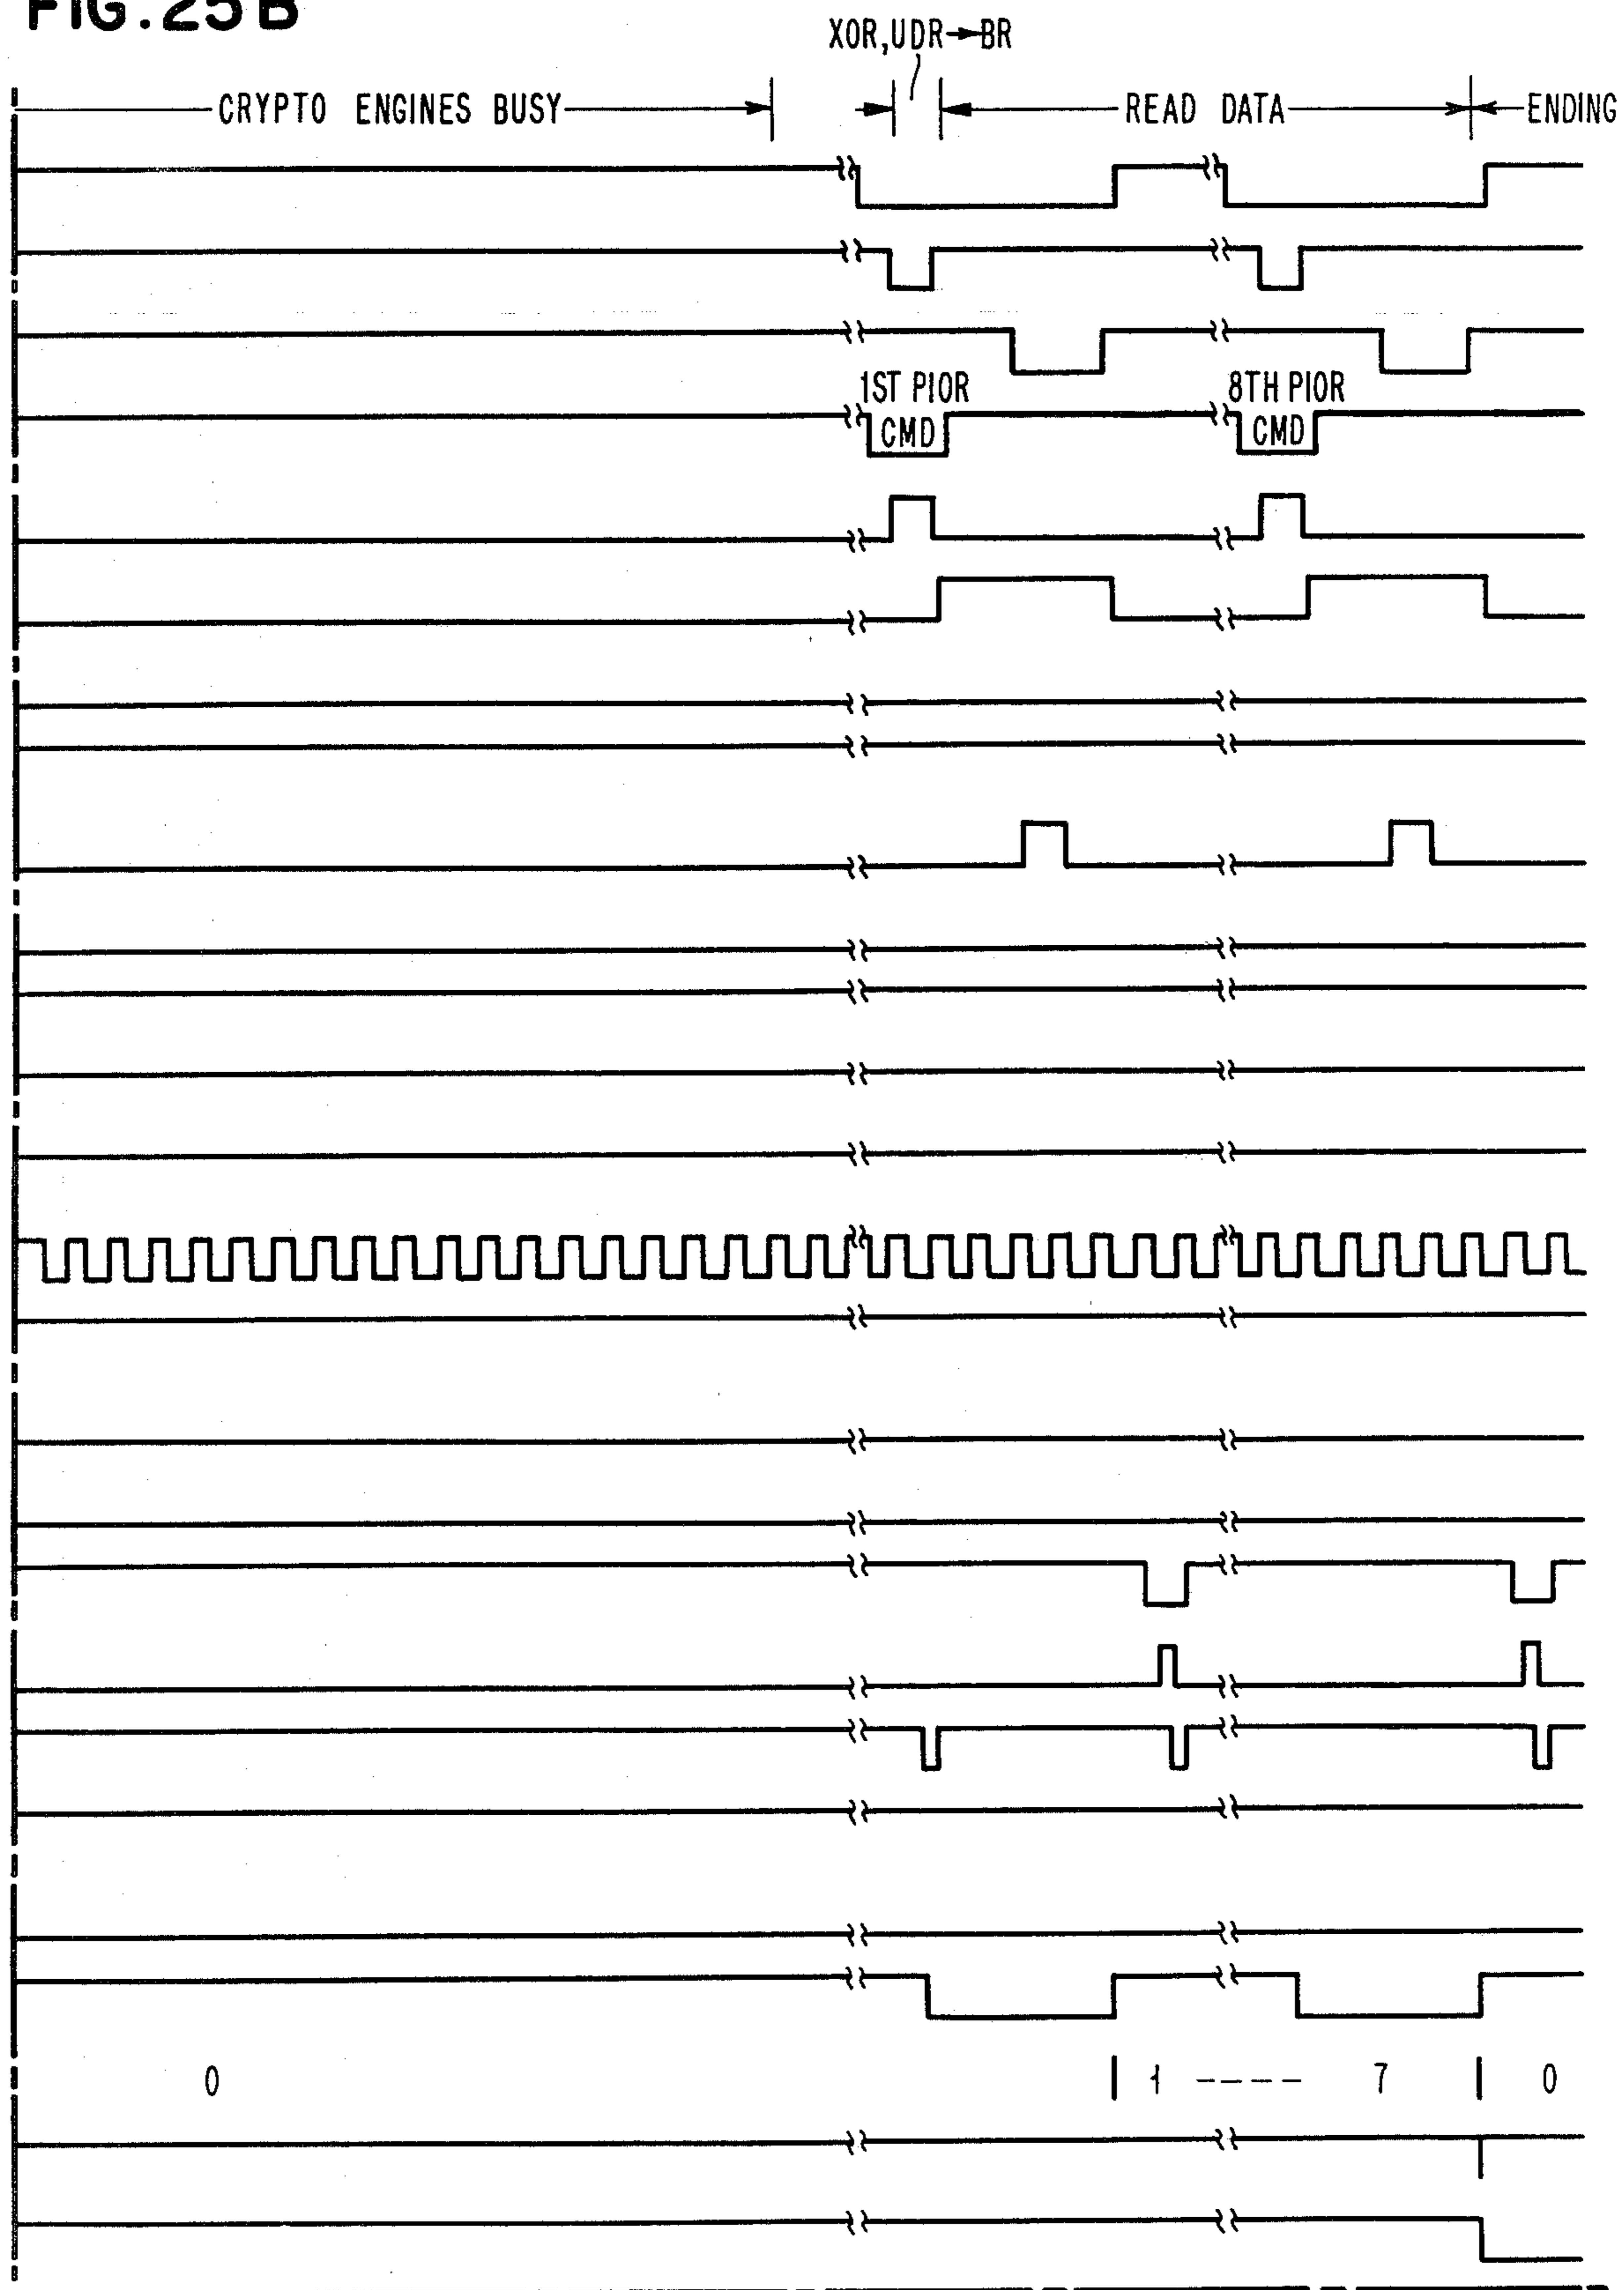 FIG. 25B
XOR, UDR→BR
CRYPTO ENGINES BUSY
READ DATA
ENDING
1ST PIOR
CMD
8TH PIOR
CMD
0 1 ---- 7 0